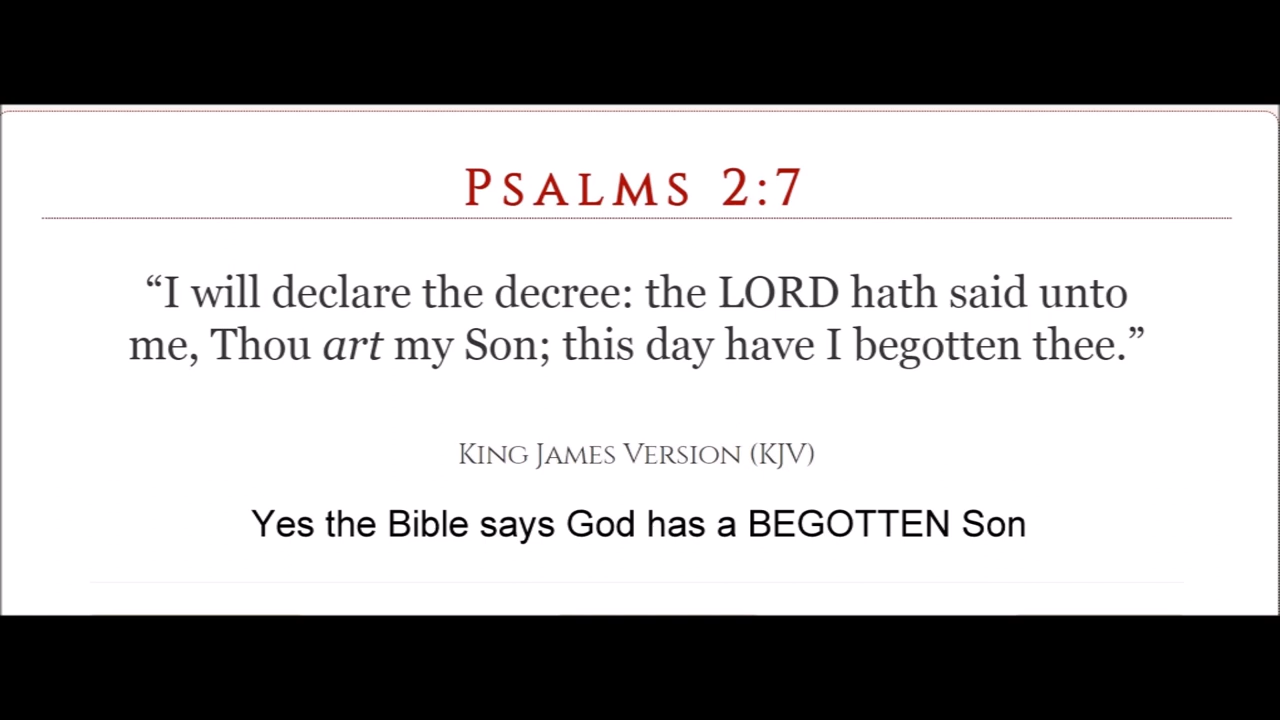 PSALMS 2:7
“I will declare the decree: the LORD hath said unto
me, Thou art my Son; this day have I begotten thee.”
KING JAMES VERSION (KJV)
Yes the Bible says God has a BEGOTTEN Son